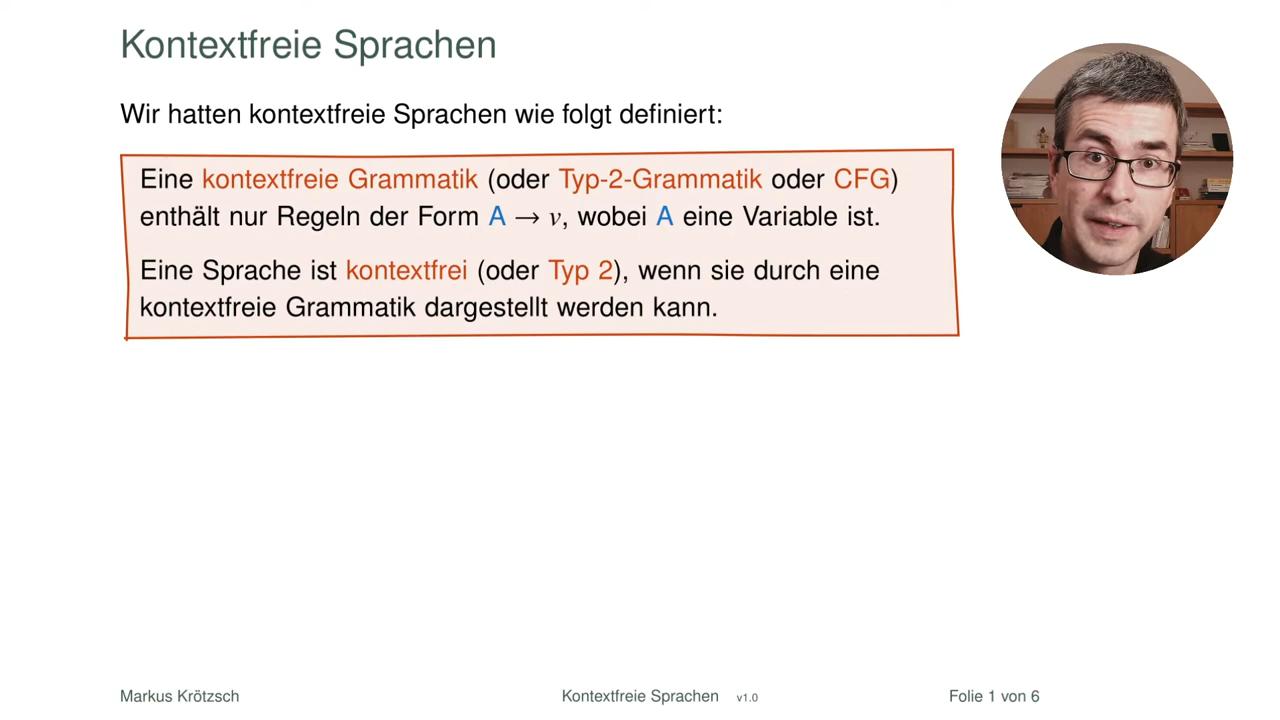 Kontextfreie Sprachen
Wir hatten kontextfreie Sprachen wie folgt definiert:
Eine kontextfreie Grammatik (oder Typ-2-Grammatik oder CFG)
enthält nur Regeln der Form A → v, wobei A eine Variable ist.
Eine Sprache ist kontextfrei (oder Typ 2), wenn sie durch eine
kontextfreie Grammatik dargestellt werden kann.
Markus Krötzsch Kontextfreie Sprachen v1.0 Folie 1 von 6